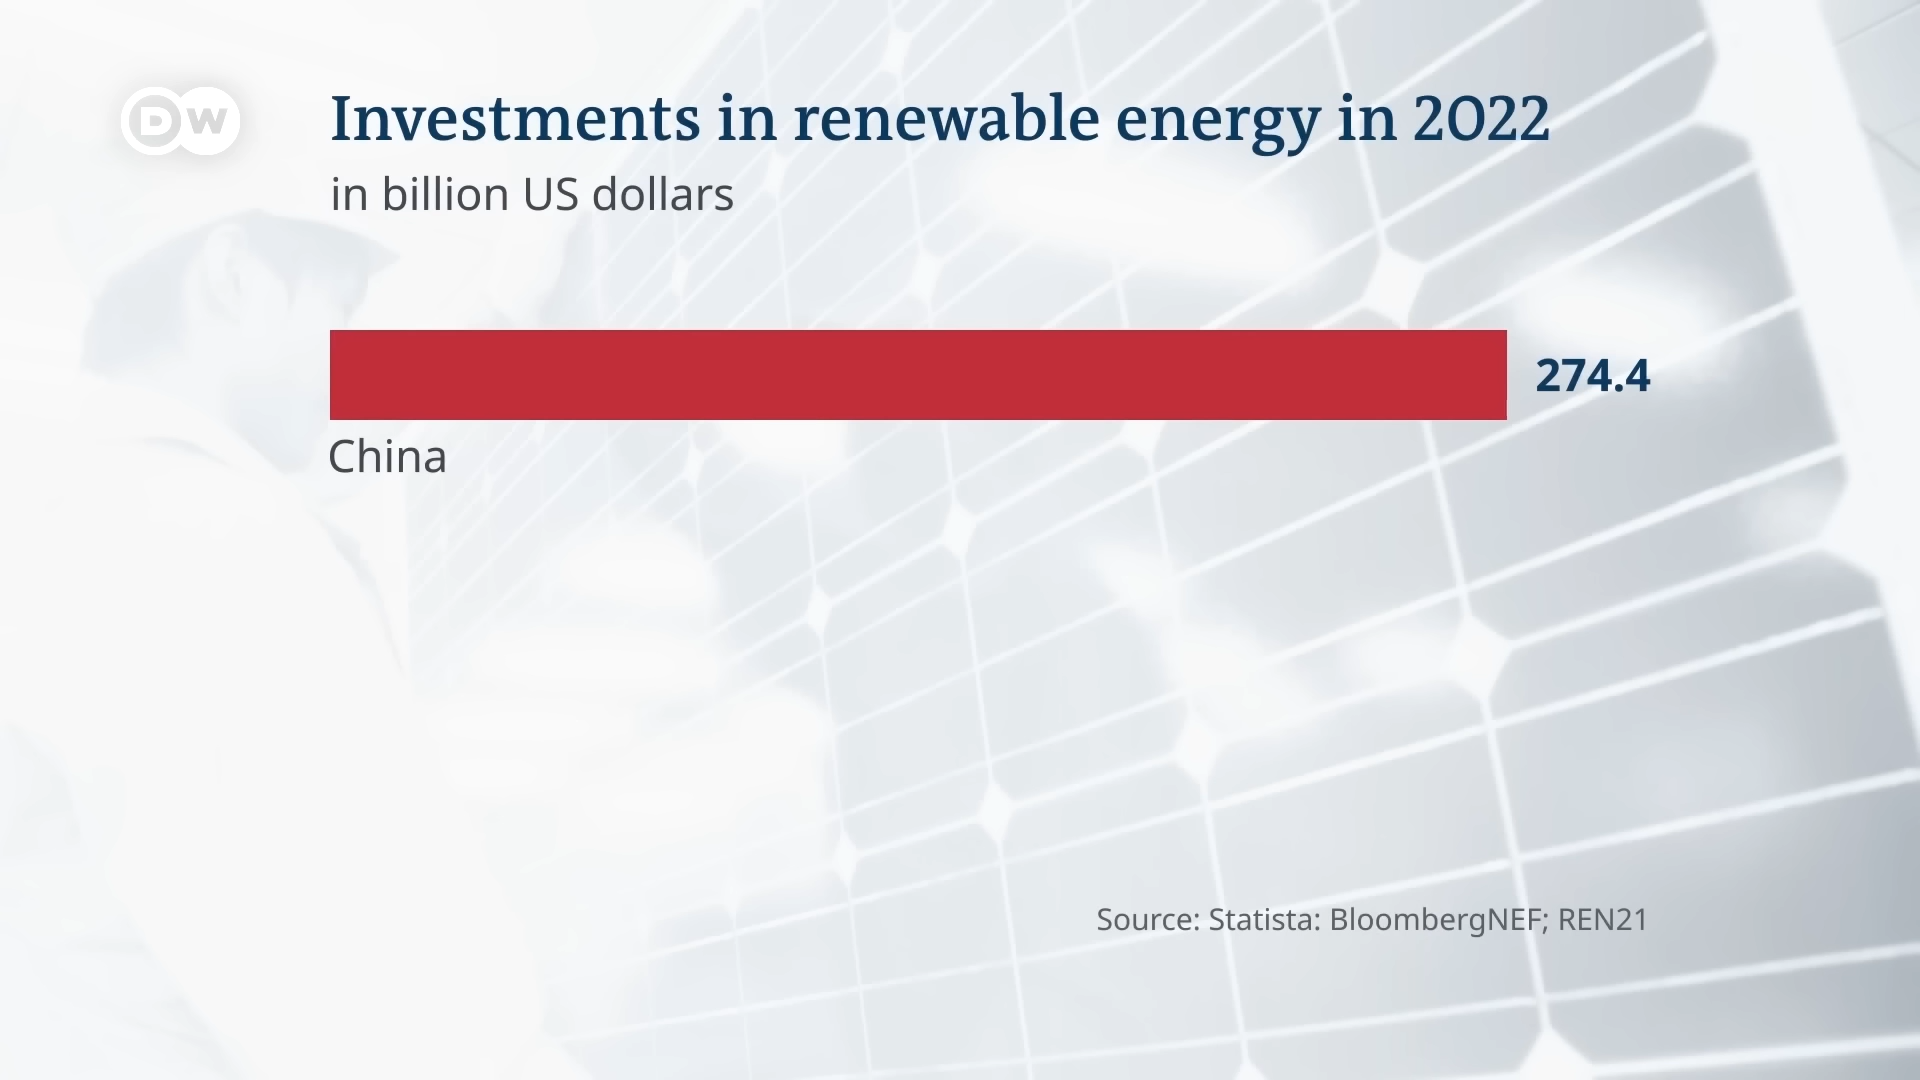 DW
Investments in renewable energy in 2022
in billion US dollars
274.4
China
Source: Statista: BloombergNEF; REN21